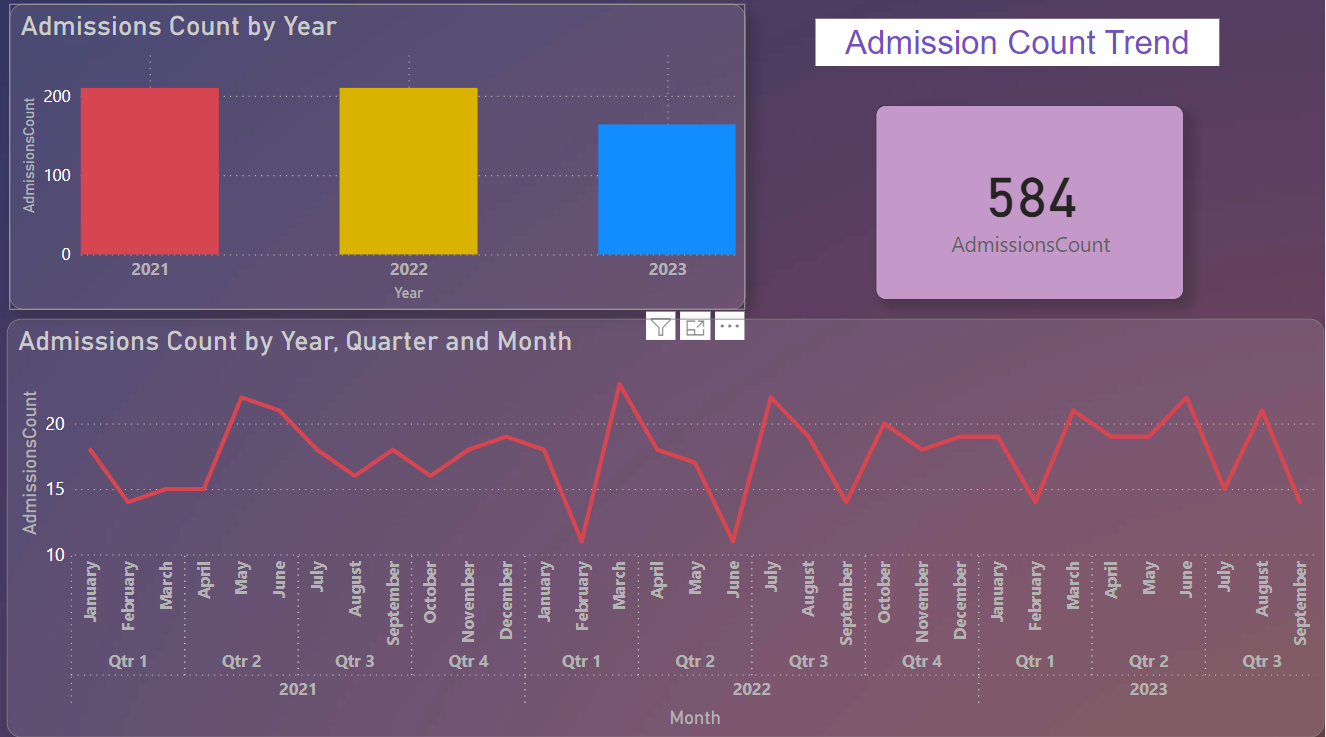 Admissions Count by Year
AdmissionsCount
200
100
0
2021 2022 2023
Year
Admission Count Trend
584
AdmissionsCount
Admissions Count by Year, Quarter and Month
AdmissionsCount
20
15
10
January February March April May June July August September October November December January February March April May June July August September October November December January February March April May June July August September
Qtr 1 Qtr 2 Qtr 3 Qtr 4 Qtr 1 Qtr 2 Qtr 3 Qtr 4 Qtr 1 Qtr 2 Qtr 3
2021 2022 2023
Month